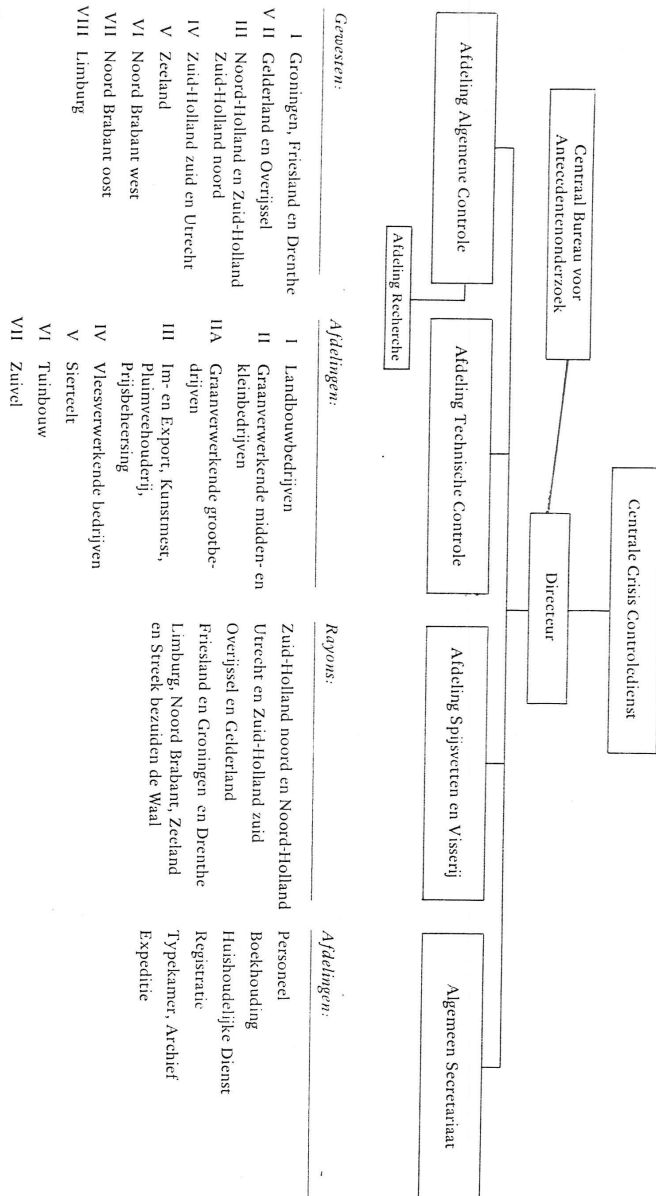 Centrale Crisis Controledienst
Directeur
Centraal Bureau voor
Antecedentenonderzoek
Afdeling Algemene Controle
Afdeling Recherche
Afdeling Technische Controle
Afdeling Spijsvetten en Visserij
Algemeen Secretariaat
Gewesten:
I Groningen, Friesland en Drenthe
V II Gelderland en Overijssel
III Noord-Holland en Zuid-Holland
Zuid-Holland noord
IV Zuid-Holland zuid en Utrecht
V Zeeland
VI Noord Brabant west
VII Noord Brabant oost
VIII Limburg
Afdelingen:
I Landbouwbedrijven
II Graanverwerkende midden- en
kleinbedrijven
IIA Graanverwerkende grootbe-
drijven
III Im- en Export, Kunstmest,
Pluimveehouderij,
Prijsbeheersing
IV Vleesverwerkende bedrijven
V Sierteelt
VI Tuinbouw
VII Zuivel
Rayons:
Zuid-Holland noord en Noord-Holland
Utrecht en Zuid-Holland zuid
Overijssel en Gelderland
Friesland en Groningen en Drenthe
Limburg, Noord Brabant, Zeeland
en Streek bezuiden de Waal
Afdelingen:
Personeel
Boekhouding
Huishoudelijke Dienst
Registratie
Typekamer, Archief
Expeditie